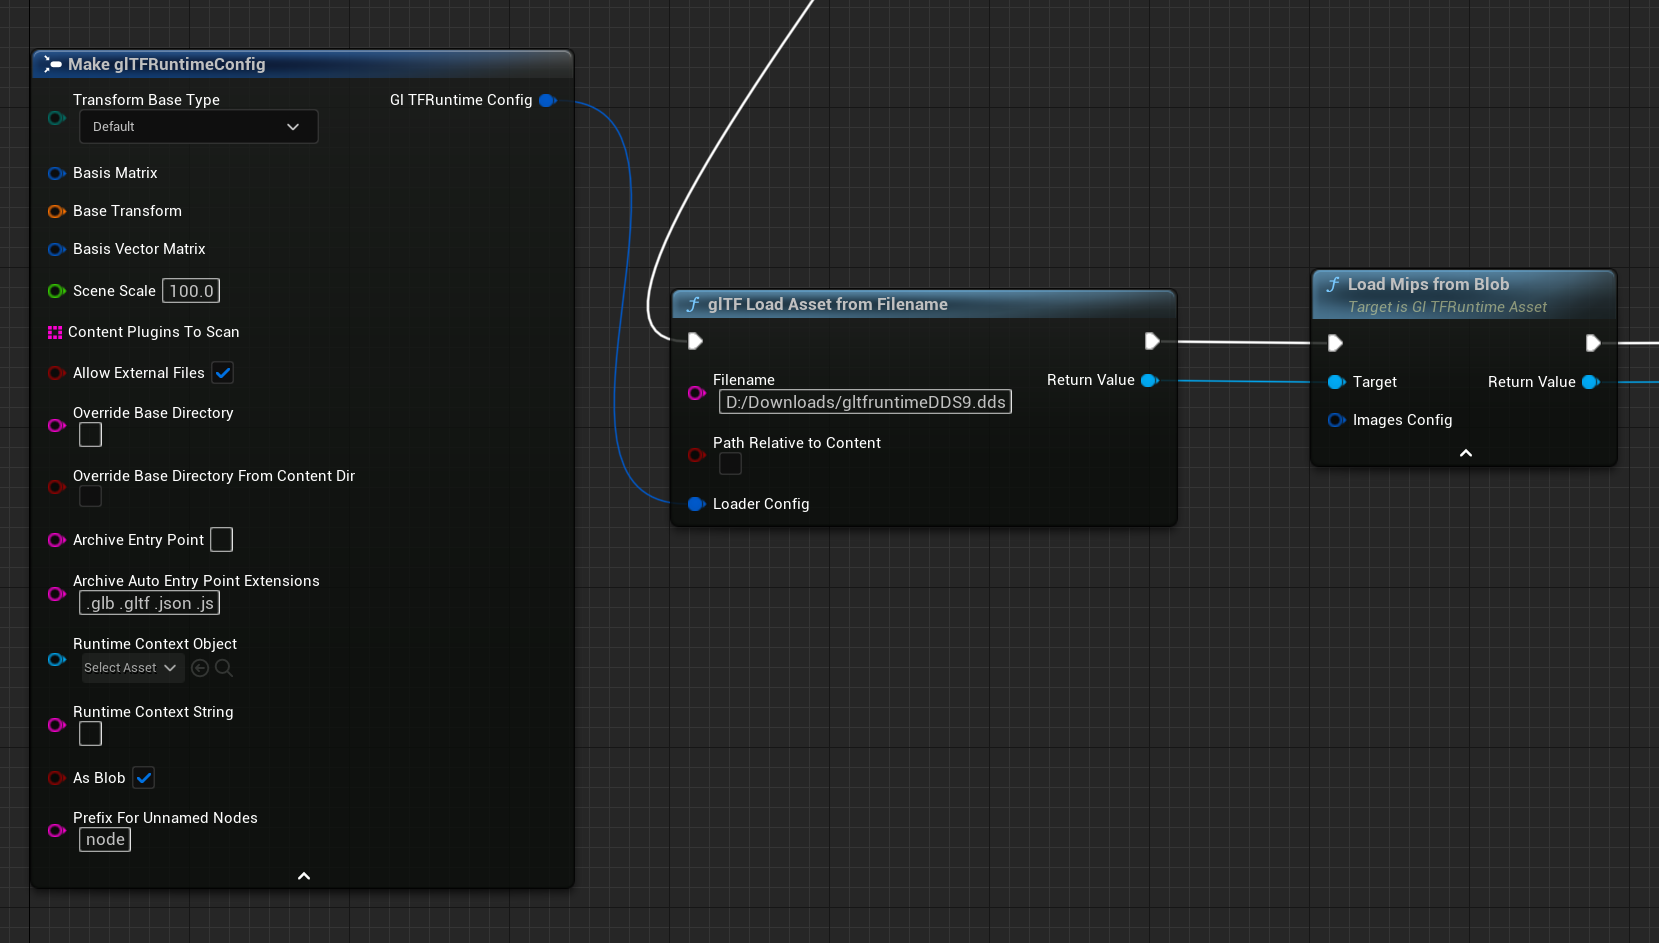 Make glTFRuntimeConfig
Transform Base Type
Gl TFRuntime Config
Default
Basis Matrix
Base Transform
Basis Vector Matrix
Scene Scale 100.0
Content Plugins To Scan
Allow External Files
Override Base Directory
Override Base Directory From Content Dir
Archive Entry Point
Archive Auto Entry Point Extensions
.glb .gltf .json .js
Runtime Context Object
Select Asset
Runtime Context String
As Blob
Prefix For Unnamed Nodes
node
f glTF Load Asset from Filename
Filename
Return Value
D:/Downloads/gltfruntimeDDS9.dds
Path Relative to Content
Loader Config
f Load Mips from Blob
Target is Gl TFRuntime Asset
Target
Return Value
Images Config